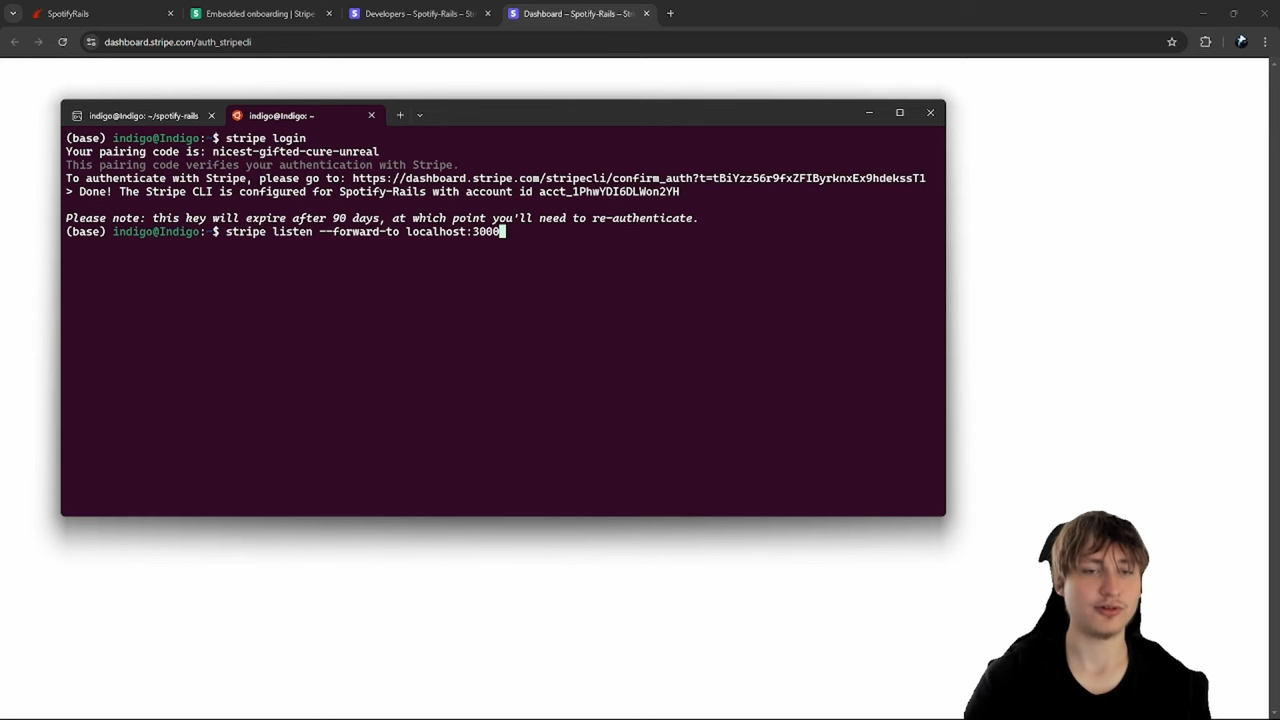 SpotifyRails
Embedded onboarding | Stripe
Developers – Spotify-Rails – St
Dashboard – Spotify-Rails – St
dashboard.stripe.com/auth_stripecli
indigo@Indigo: ~/spotify-rails
indigo@Indigo: ~
(base) indigo@Indigo:~$ stripe login
Your pairing code is: nicest-gifted-cure-unreal
This pairing code verifies your authentication with Stripe.
To authenticate with Stripe, please go to: https://dashboard.stripe.com/stripecli/confirm_auth?t=tBiYzz56r9fxZFIByrknxEx9hdekssT1
> Done! The Stripe CLI is configured for Spotify-Rails with account id acct_1PhwYDI6DLWon2YH
Please note: this key will expire after 90 days, at which point you'll need to re-authenticate.
(base) indigo@Indigo:~$ stripe listen --forward-to localhost:3000